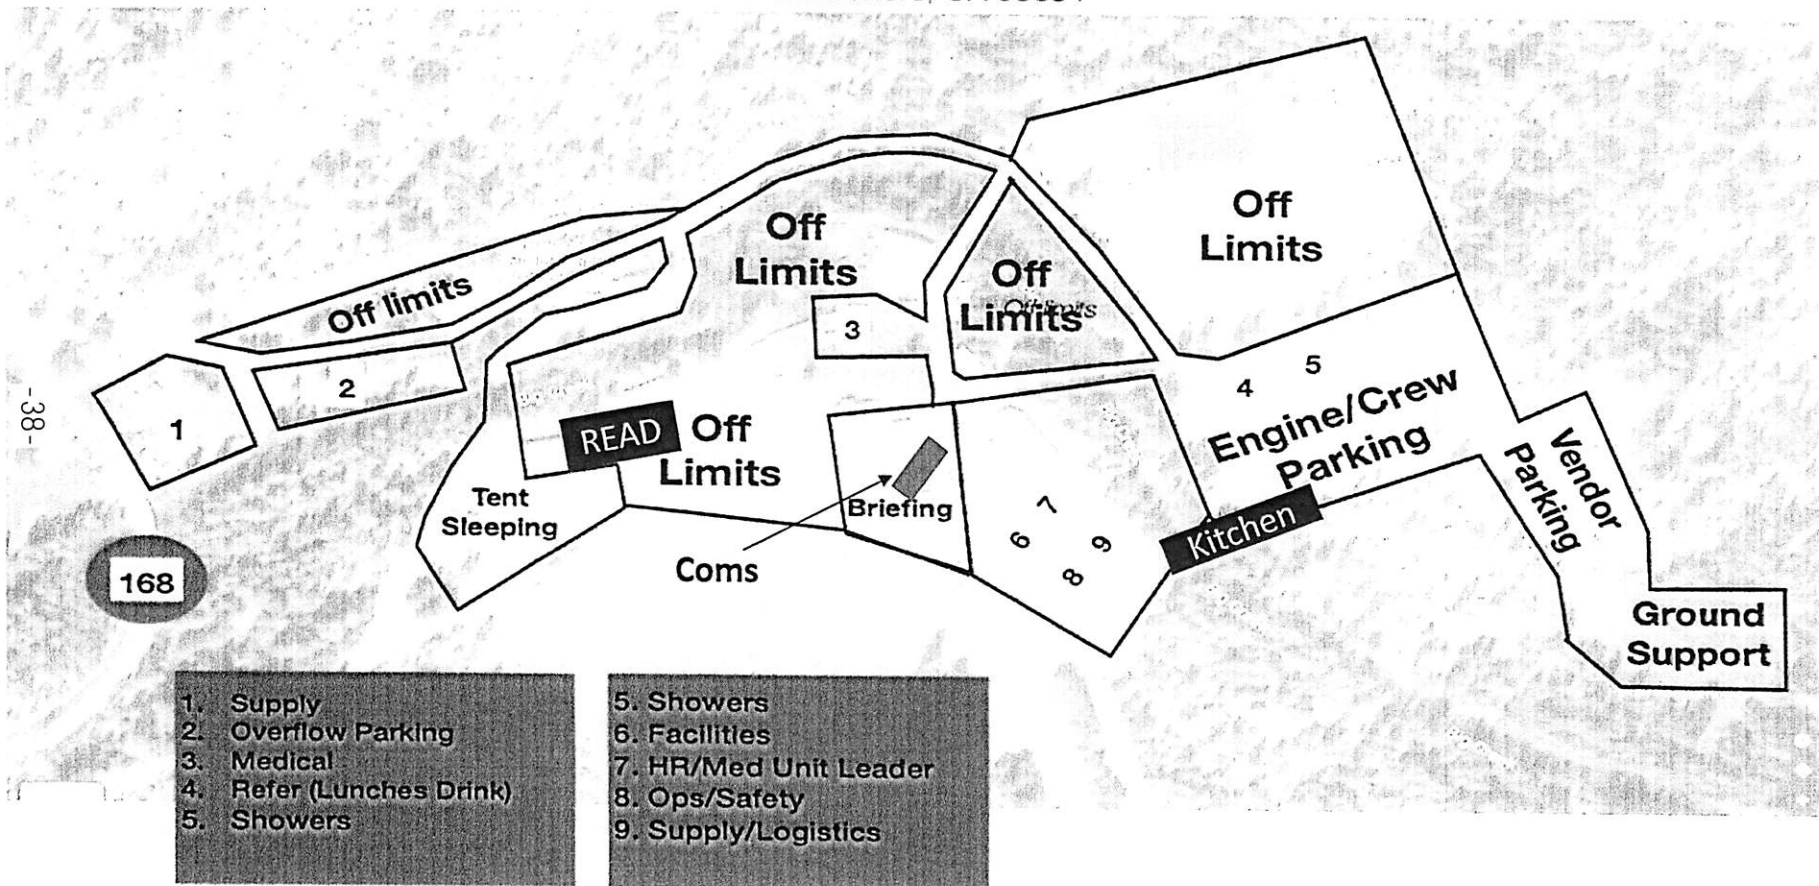 Off
Limits
Off
Limits
Off
Limits
Off limits
Off limits
3
5
4
2
1
Engine/Crew
Parking
READ
Off
Limits
Vendor
Parking
Tent
Sleeping
Briefing
7
6
9
8
Kitchen
Coms
168
Ground
Support
-38-
1. Supply
2. Overflow Parking
3. Medical
4. Refer (Lunches Drink)
5. Showers
5. Showers
6. Facilities
7. HR/Med Unit Leader
8. Ops/Safety
9. Supply/Logistics